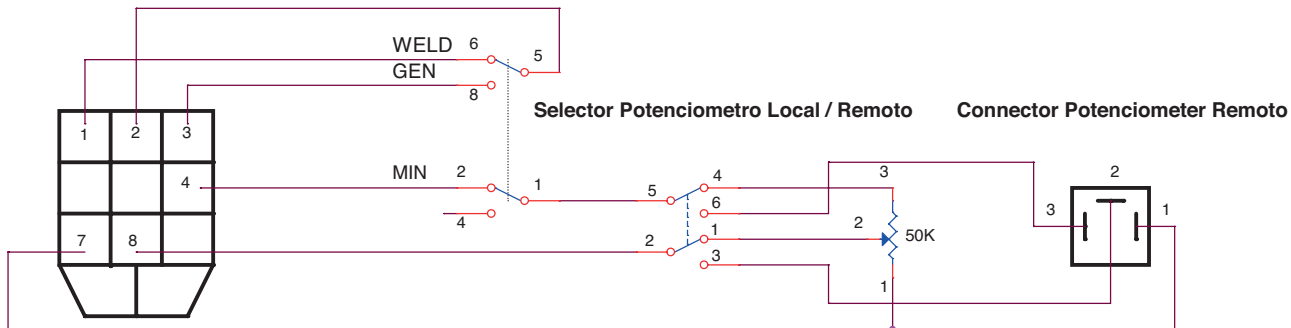 WELD 6 5
GEN
8
Selector Potenciometro Local / Remoto Connector Potenciometer Remoto
1 2 3
4 MIN 2 1 5 4 3 2
4 6 3 1
7 8 2 1 2 50K
3
1